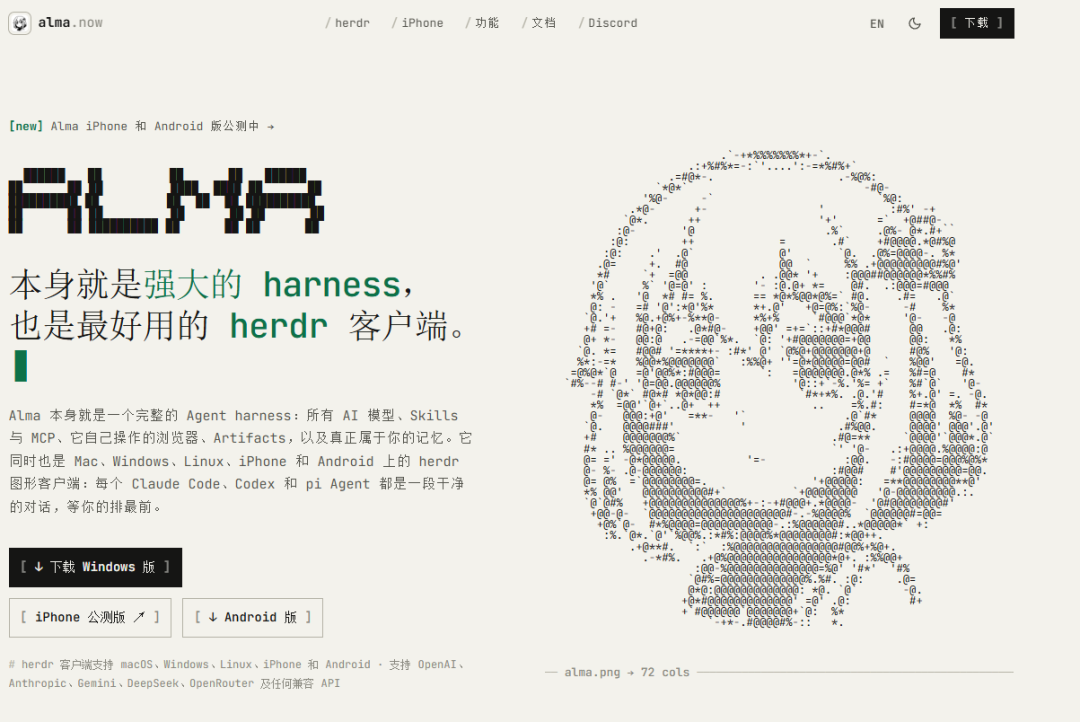 alma.now
/ herdr / iPhone / 功能 / 文档 / Discord
EN
[ 下载 ]
[new] Alma iPhone 和 Android 版公测中 →
ALMA
本身就是强大的 harness,
也是最好用的 herdr 客户端。
Alma 本身就是一个完整的 Agent harness：所有 AI 模型、Skills
与 MCP、它自己操作的浏览器、Artifacts，以及真正属于你的记忆。它
同时也是 Mac、Windows、Linux、iPhone 和 Android 上的 herdr
图形客户端：每个 Claude Code、Codex 和 pi Agent 都是一段干净
的对话，等你的排最前。
[ ↓ 下载 Windows 版 ]
[ iPhone 公测版 ↗ ]
[ ↓ Android 版 ]
# herdr 客户端支持 macOS、Windows、Linux、iPhone 和 Android · 支持 OpenAI、
Anthropic、Gemini、DeepSeek、OpenRouter 及任何兼容 API
alma.png → 72 cols